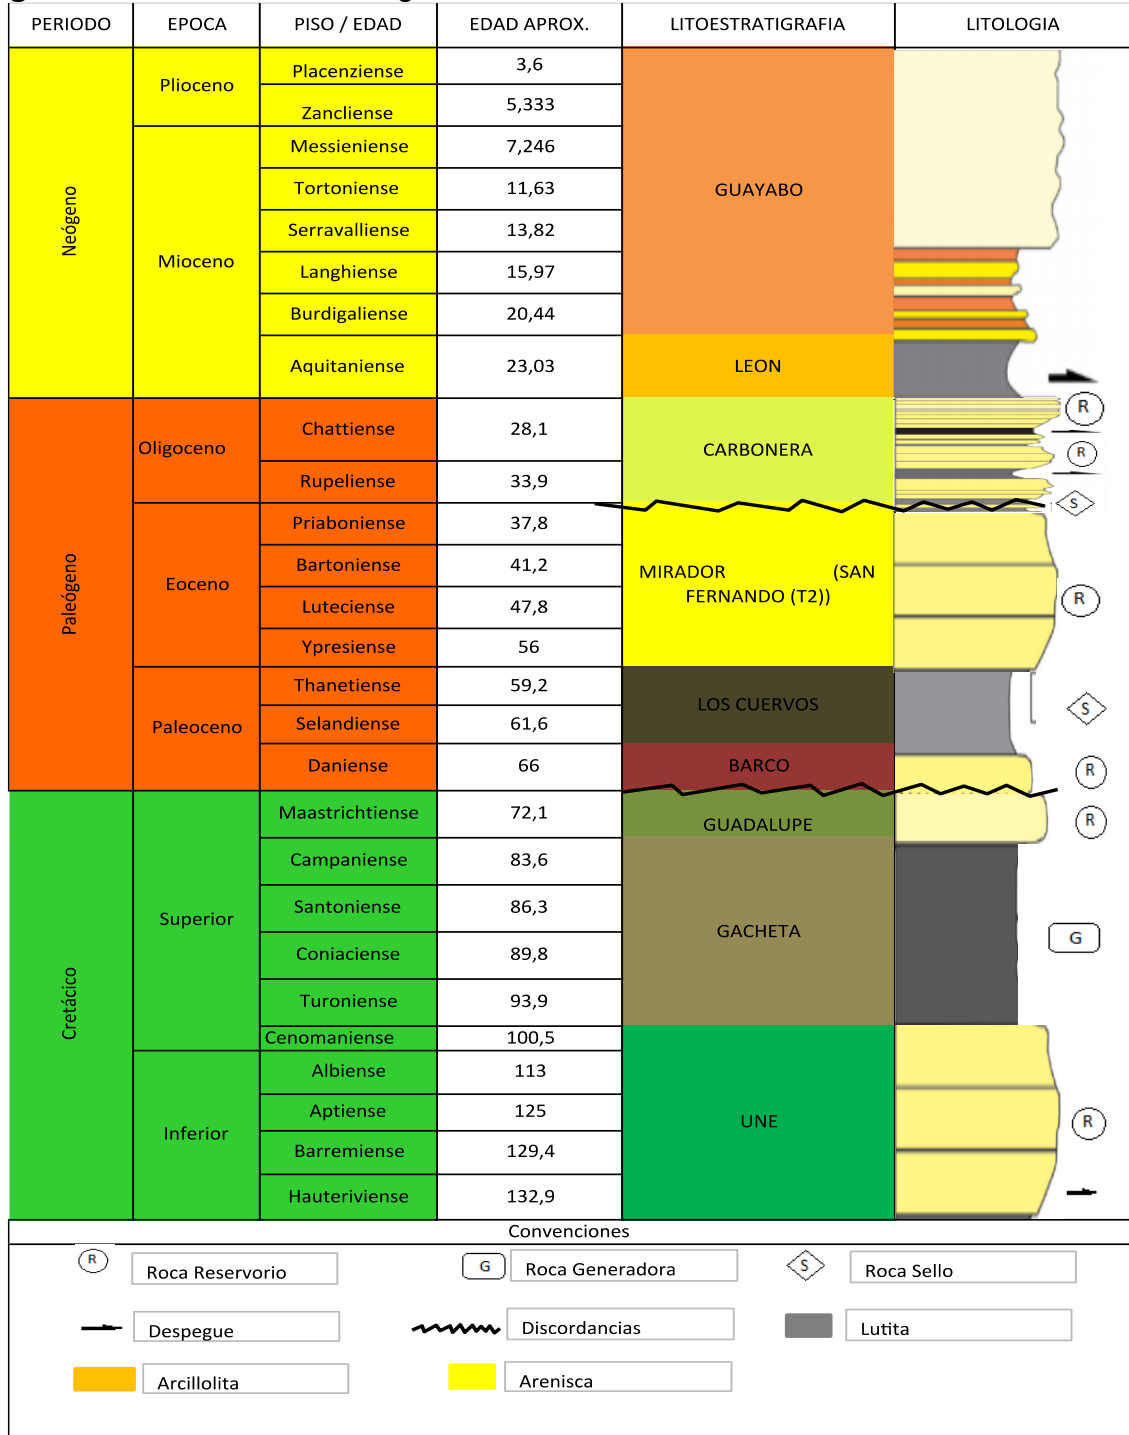 PERIODO EPOCA PISO / EDAD EDAD APROX. LITOESTRATIGRAFIA LITOLOGIA
Neógeno
Plioceno
Placenziense 3,6
Zancliense 5,333
Mioceno
Messieniense 7,246
Tortoniense 11,63
Serravalliense 13,82
Langhiense 15,97
Burdigaliense 20,44
Aquitaniense 23,03
GUAYABO
LEON
Paleógeno
Oligoceno
Chattiense 28,1
Rupeliense 33,9
CARBONERA
R
R
S
Eoceno
Priaboniense 37,8
Bartoniense 41,2
Luteciense 47,8
Ypresiense 56
MIRADOR (SAN
FERNANDO (T2))
R
Paleoceno
Thanetiense 59,2
Selandiense 61,6
Daniense 66
LOS CUERVOS
S
BARCO
R
Cretácico
Superior
Maastrichtiense 72,1
Campaniense 83,6
Santoniense 86,3
Coniaciense 89,8
Turoniense 93,9
Cenomaniense 100,5
GUADALUPE
R
GACHETA
G
Inferior
Albiense 113
Aptiense 125
Barremiense 129,4
Hauteriviense 132,9
UNE
R
Convenciones
R Roca Reservorio G Roca Generadora S Roca Sello
Despegue Discordancias Lutita
Arcillolita Arenisca